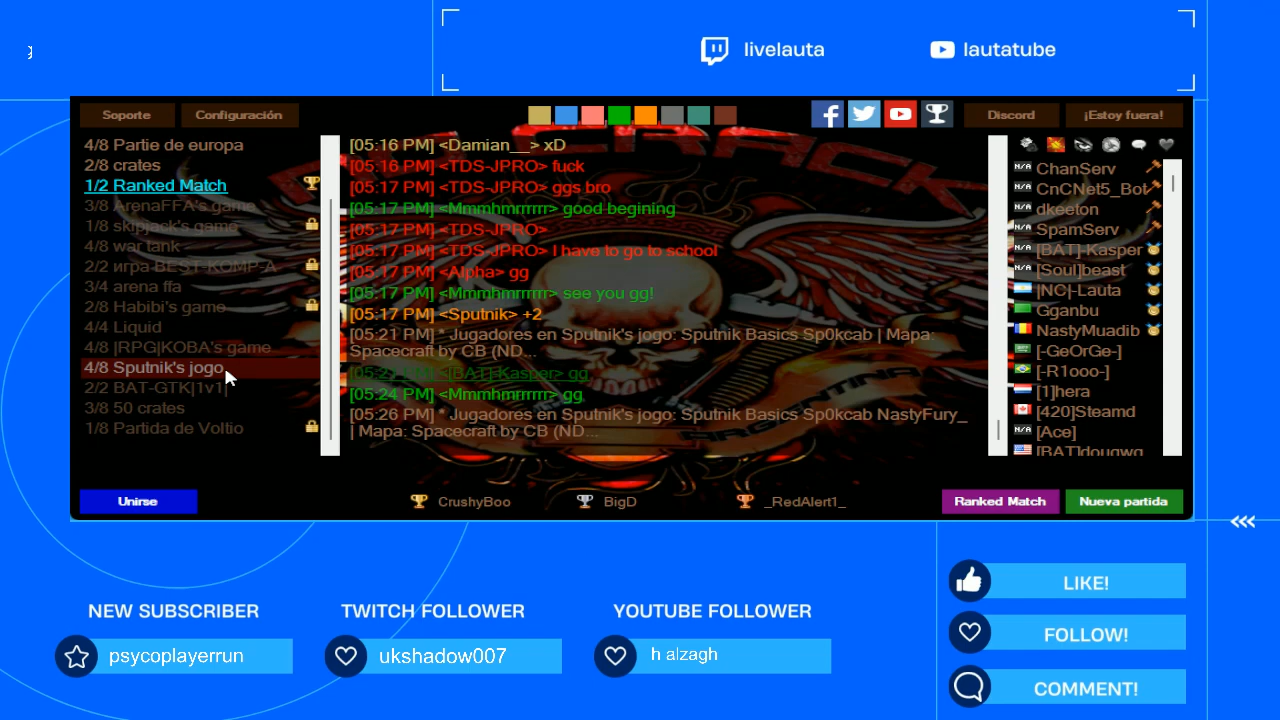 livelauta
lautatube
Soporte
Configuración
Discord
¡Estoy fuera!
4/8 Partie de europa
2/8 crates
1/2 Ranked Match
3/8 ArenaFFA's game
1/8 skipjack's game
4/8 war tank
2/2 игра BEST-KOMP-A
3/4 arena ffa
2/8 Habibi's game
4/4 Liquid
4/8 |RPG|KOBA's game
4/8 Sputnik's jogo
2/2 BAT-GTK|1v1|
3/8 50 crates
1/8 Partida de Voltio
[05:16 PM] <Damian__> xD
[05:16 PM] <TDS-JPRO> fuck
[05:17 PM] <TDS-JPRO> ggs bro
[05:17 PM] <Mmmhmrrrrrr> good begining
[05:17 PM] <TDS-JPRO>
[05:17 PM] <TDS-JPRO> I have to go to school
[05:17 PM] <Alpha> gg
[05:17 PM] <Mmmhmrrrrrr> see you gg!
[05:17 PM] <Sputnik> +2
[05:21 PM] * Jugadores en Sputnik's jogo: Sputnik Basics Sp0kcab | Mapa:
Spacecraft by CB (ND...
[BAT]-Kasper> gg
[05:24 PM] <Mmmhmrrrrrr> gg
[05:26 PM] * Jugadores en Sputnik's jogo: Sputnik Basics Sp0kcab NastyFury_
| Mapa: Spacecraft by CB (ND...
N/A ChanServ
N/A CnCNet5_Bot
N/A dkeeton
N/A SpamServ
N/A [BAT]-Kasper
N/A [Soul]beast
|NC|-Lauta
Gganbu
NastyMuadib
[-GeOrGe-]
[-R1ooo-]
[1]hera
[420]Steamd
N/A [Ace]
[BAT]dougwg
Unirse
CrushyBoo
BigD
_RedAlert1_
Ranked Match
Nueva partida
NEW SUBSCRIBER
TWITCH FOLLOWER
YOUTUBE FOLLOWER
psycoplayerrun
ukshadow007
h alzagh
LIKE!
FOLLOW!
COMMENT!